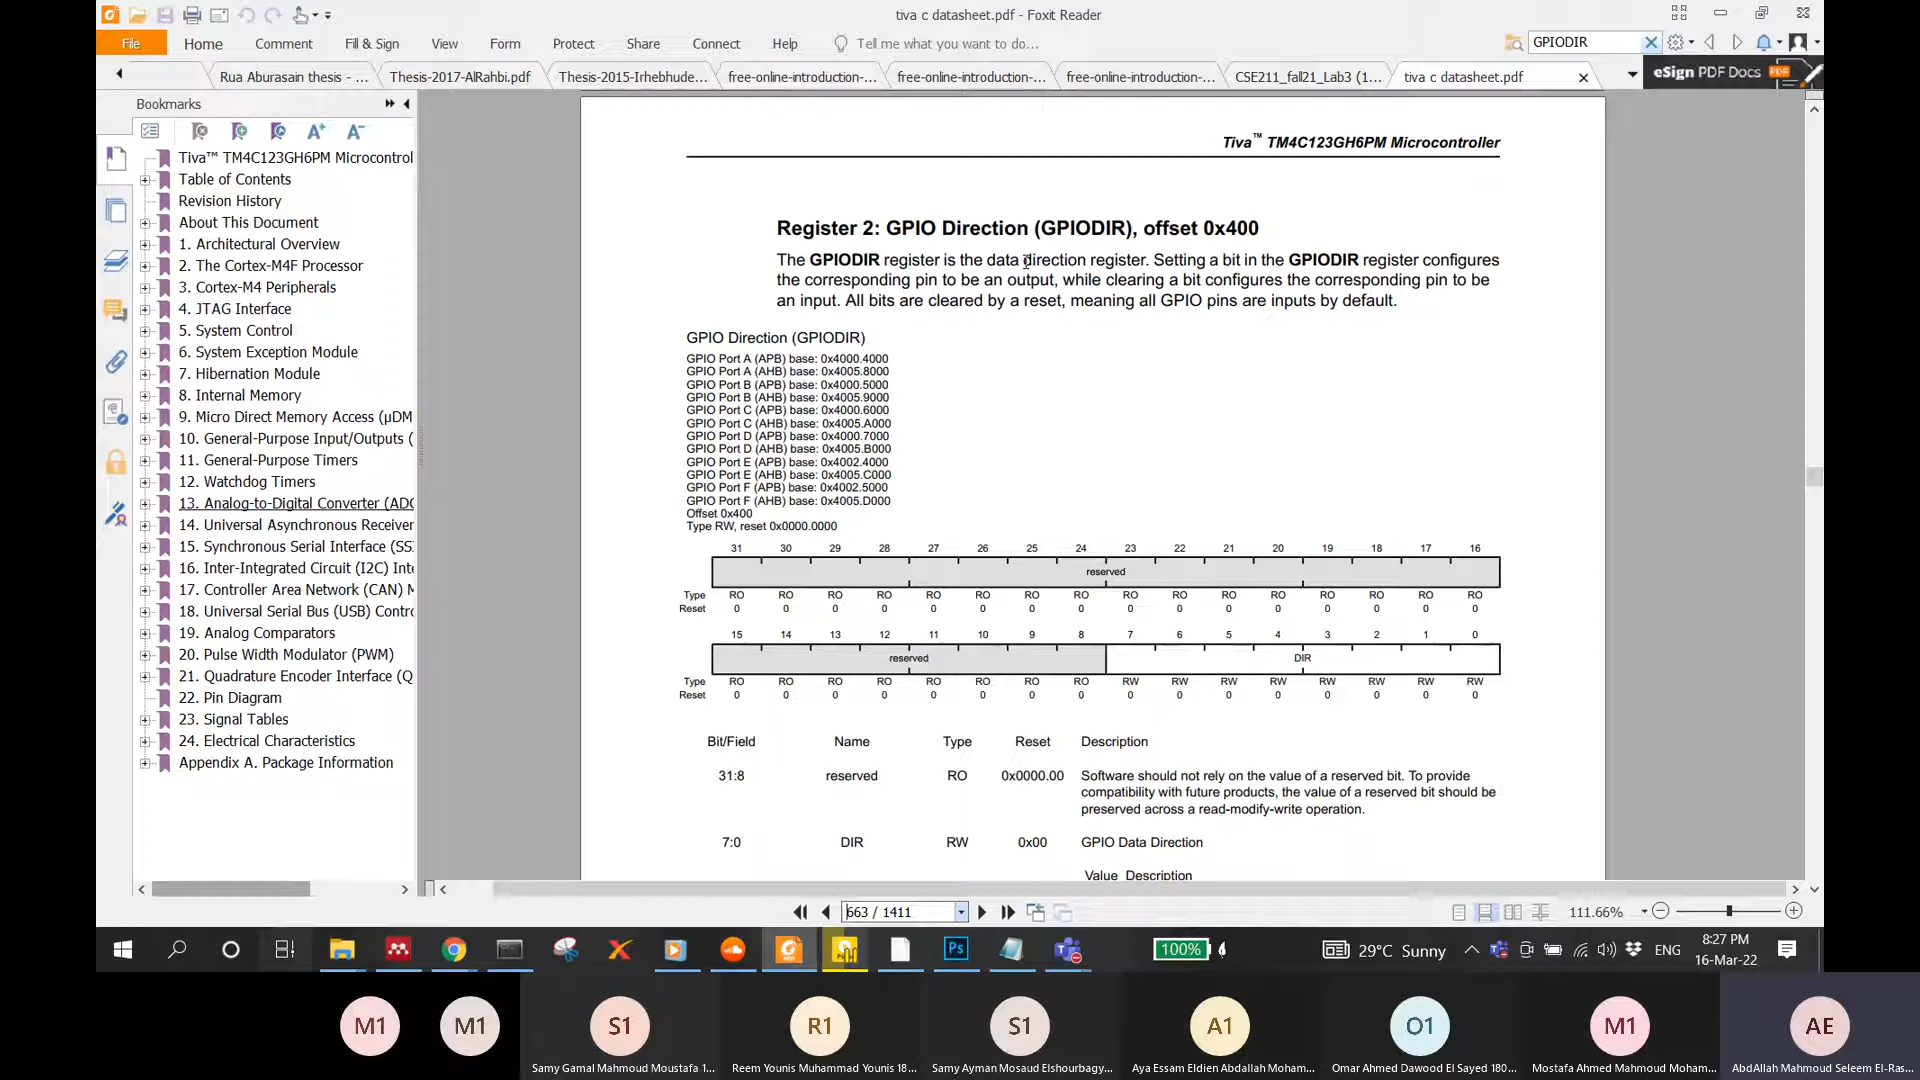 tiva c datasheet.pdf - Foxit Reader
File Home Comment Fill & Sign View Form Protect Share Connect Help Tell me what you want to do... GPIODIR
Rua Aburasain thesis - ... Thesis-2017-AlRahbi.pdf Thesis-2015-Irhebhude... free-online-introduction-... free-online-introduction-... free-online-introduction-... CSE211_fall21_Lab3 (1... tiva c datasheet.pdf eSign PDF Docs PDF
Bookmarks
Tiva™ TM4C123GH6PM Microcontrol
Table of Contents
Revision History
About This Document
1. Architectural Overview
2. The Cortex-M4F Processor
3. Cortex-M4 Peripherals
4. JTAG Interface
5. System Control
6. System Exception Module
7. Hibernation Module
8. Internal Memory
9. Micro Direct Memory Access (µDM
10. General-Purpose Input/Outputs (
11. General-Purpose Timers
12. Watchdog Timers
13. Analog-to-Digital Converter (ADC
14. Universal Asynchronous Receiver
15. Synchronous Serial Interface (SS
16. Inter-Integrated Circuit (I2C) Inte
17. Controller Area Network (CAN) M
18. Universal Serial Bus (USB) Contro
19. Analog Comparators
20. Pulse Width Modulator (PWM)
21. Quadrature Encoder Interface (Q
22. Pin Diagram
23. Signal Tables
24. Electrical Characteristics
Appendix A. Package Information
Tiva™ TM4C123GH6PM Microcontroller
Register 2: GPIO Direction (GPIODIR), offset 0x400
The GPIODIR register is the data direction register. Setting a bit in the GPIODIR register configures
the corresponding pin to be an output, while clearing a bit configures the corresponding pin to be
an input. All bits are cleared by a reset, meaning all GPIO pins are inputs by default.
GPIO Direction (GPIODIR)
GPIO Port A (APB) base: 0x4000.4000
GPIO Port A (AHB) base: 0x4005.8000
GPIO Port B (APB) base: 0x4000.5000
GPIO Port B (AHB) base: 0x4005.9000
GPIO Port C (APB) base: 0x4000.6000
GPIO Port C (AHB) base: 0x4005.A000
GPIO Port D (APB) base: 0x4000.7000
GPIO Port D (AHB) base: 0x4005.B000
GPIO Port E (APB) base: 0x4002.4000
GPIO Port E (AHB) base: 0x4005.C000
GPIO Port F (APB) base: 0x4002.5000
GPIO Port F (AHB) base: 0x4005.D000
Offset 0x400
Type RW, reset 0x0000.0000
31 30 29 28 27 26 25 24 23 22 21 20 19 18 17 16
reserved
Type RO RO RO RO RO RO RO RO RO RO RO RO RO RO RO RO
Reset 0 0 0 0 0 0 0 0 0 0 0 0 0 0 0 0
15 14 13 12 11 10 9 8 7 6 5 4 3 2 1 0
reserved DIR
Type RO RO RO RO RO RO RO RO RW RW RW RW RW RW RW RW
Reset 0 0 0 0 0 0 0 0 0 0 0 0 0 0 0 0
Bit/Field Name Type Reset Description
31:8 reserved RO 0x0000.00 Software should not rely on the value of a reserved bit. To provide
compatibility with future products, the value of a reserved bit should be
preserved across a read-modify-write operation.
7:0 DIR RW 0x00 GPIO Data Direction
Value Description
663 / 1411
111.66%
100% 29°C Sunny ENG 8:27 PM
16-Mar-22
M1 M1 S1 R1 S1 A1 O1 M1 AE
Samy Gamal Mahmoud Moustafa 1... Reem Younis Muhammad Younis 18... Samy Ayman Mosaud Elshourbagy... Aya Essam Eldien Abdallah Moham... Omar Ahmed Dawood El Sayed 180... Mostafa Ahmed Mahmoud Moham... AbdAllah Mahmoud Seleem El-Ras...